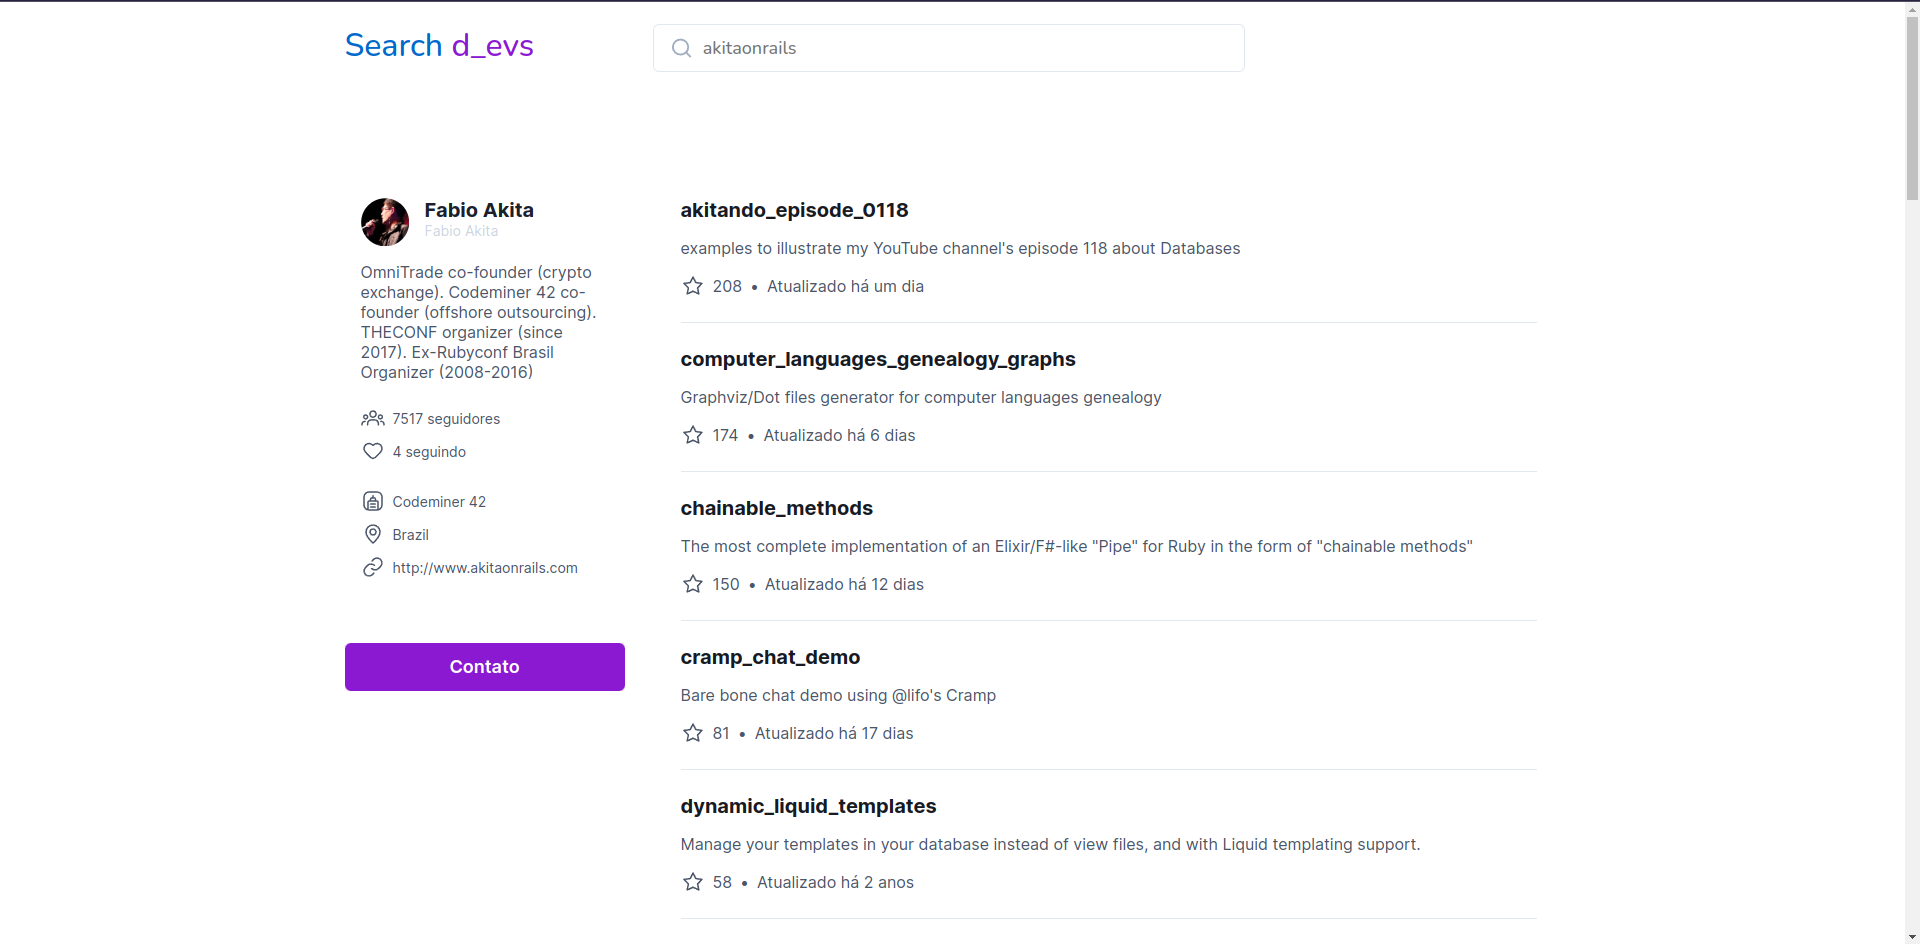 Search d_evs
akitaonrails
Fabio Akita
Fabio Akita
OmniTrade co-founder (crypto
exchange). Codeminer 42 co-
founder (offshore outsourcing).
THECONF organizer (since
2017). Ex-Rubyconf Brasil
Organizer (2008-2016)
7517 seguidores
4 seguindo
Codeminer 42
Brazil
http://www.akitaonrails.com
Contato
akitando_episode_0118
examples to illustrate my YouTube channel's episode 118 about Databases
208 • Atualizado há um dia
computer_languages_genealogy_graphs
Graphviz/Dot files generator for computer languages genealogy
174 • Atualizado há 6 dias
chainable_methods
The most complete implementation of an Elixir/F#-like "Pipe" for Ruby in the form of "chainable methods"
150 • Atualizado há 12 dias
cramp_chat_demo
Bare bone chat demo using @lifo's Cramp
81 • Atualizado há 17 dias
dynamic_liquid_templates
Manage your templates in your database instead of view files, and with Liquid templating support.
58 • Atualizado há 2 anos